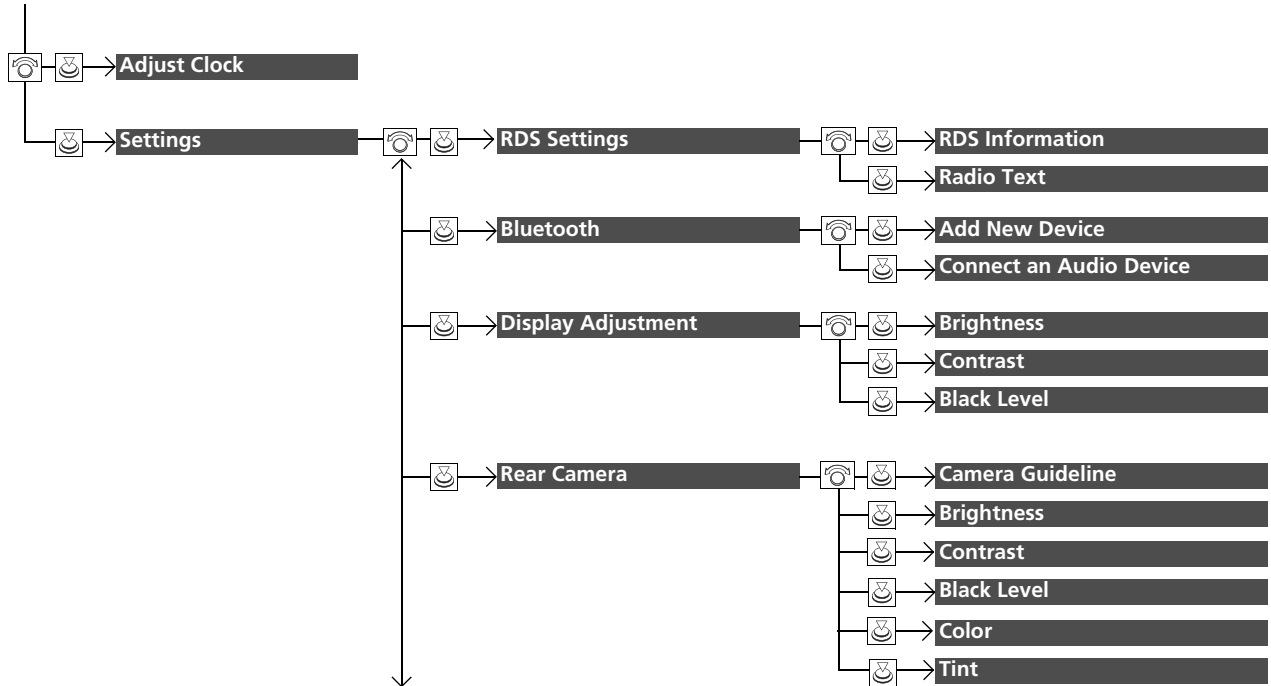 Adjust Clock
Settings
RDS Settings
RDS Information
Radio Text
Bluetooth
Add New Device
Connect an Audio Device
Display Adjustment
Brightness
Contrast
Black Level
Rear Camera
Camera Guideline
Brightness
Contrast
Black Level
Color
Tint